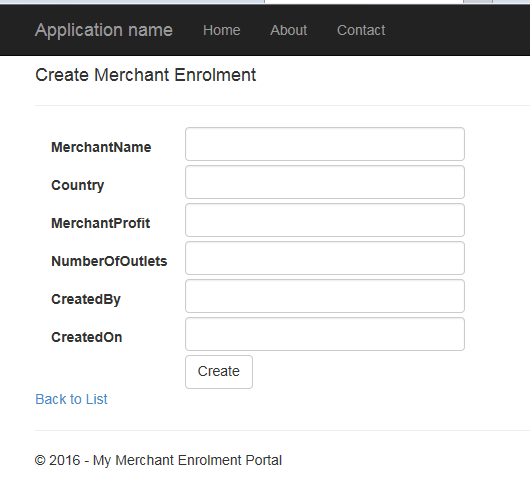 Application name Home About Contact
Create Merchant Enrolment
MerchantName
Country
MerchantProfit
NumberOfOutlets
CreatedBy
CreatedOn
Create
Back to List
© 2016 - My Merchant Enrolment Portal